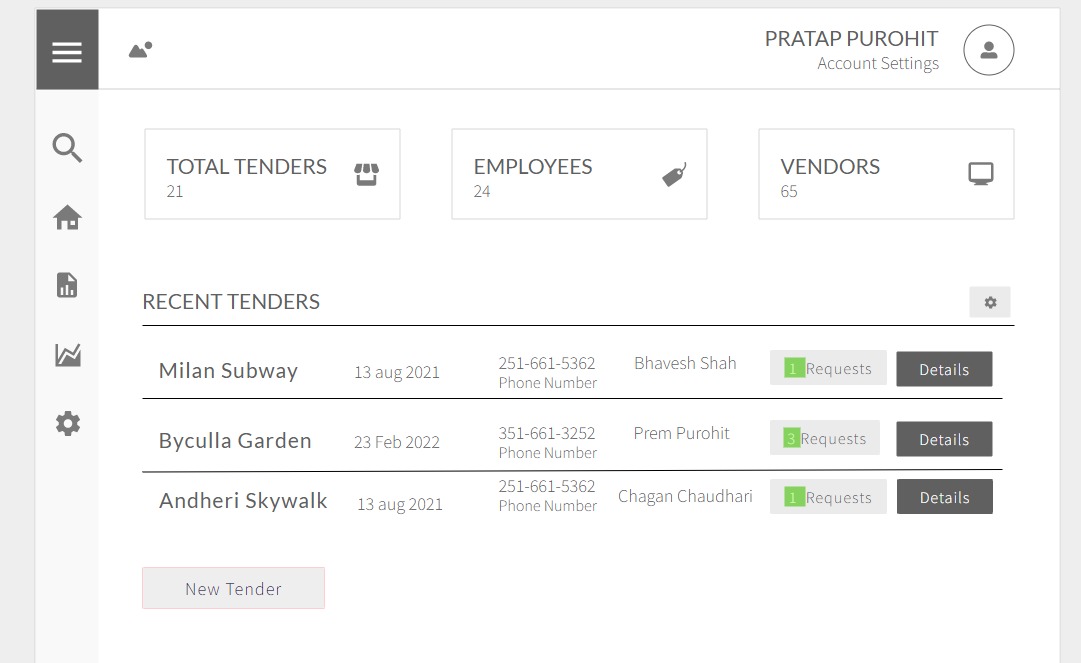 PRATAP PUROHIT
Account Settings
TOTAL TENDERS
21
EMPLOYEES
24
VENDORS
65
RECENT TENDERS
Milan Subway 13 aug 2021 251-661-5362 Bhavesh Shah 1 Requests Details
Phone Number
Byculla Garden 23 Feb 2022 351-661-3252 Prem Purohit 3 Requests Details
Phone Number
Andheri Skywalk 13 aug 2021 251-661-5362 Chagan Chaudhari 1 Requests Details
Phone Number
New Tender